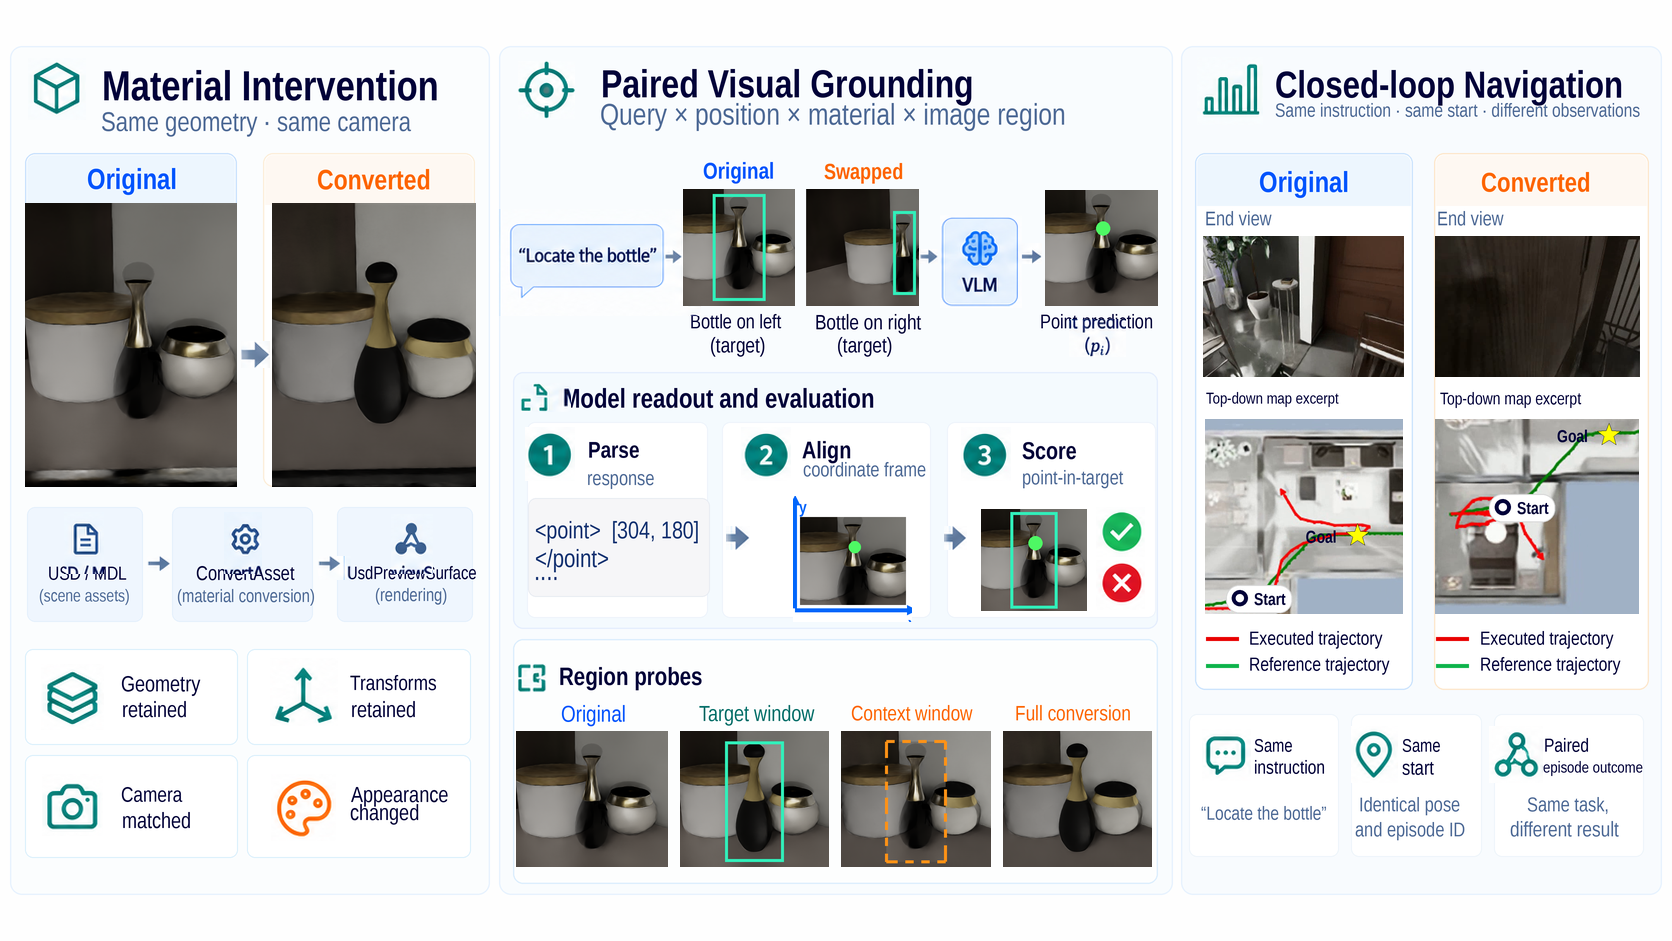 Material Intervention
Same geometry · same camera
Original
Converted
USD / MDL
(scene assets)
ConvertAsset
(material conversion)
UsdPreviewSurface
(rendering)
Geometry
retained
Transforms
retained
Camera
matched
Appearance
changed
Paired Visual Grounding
Query × position × material × image region
Original
Swapped
“Locate the bottle”
VLM
Bottle on left
(target)
Bottle on right
(target)
Point prediction
(pᵢ)
Model readout and evaluation
1
Parse
response
<point> [304, 180]
</point>
....
2
Align
coordinate frame
y
3
Score
point-in-target
Region probes
Original
Target window
Context window
Full conversion
Closed-loop Navigation
Same instruction · same start · different observations
Original
Converted
End view
End view
Top-down map excerpt
Top-down map excerpt
Goal
Start
Goal
Start
Executed trajectory
Reference trajectory
Executed trajectory
Reference trajectory
Same
instruction
“Locate the bottle”
Same
start
Identical pose
and episode ID
Paired
episode outcome
Same task,
different result